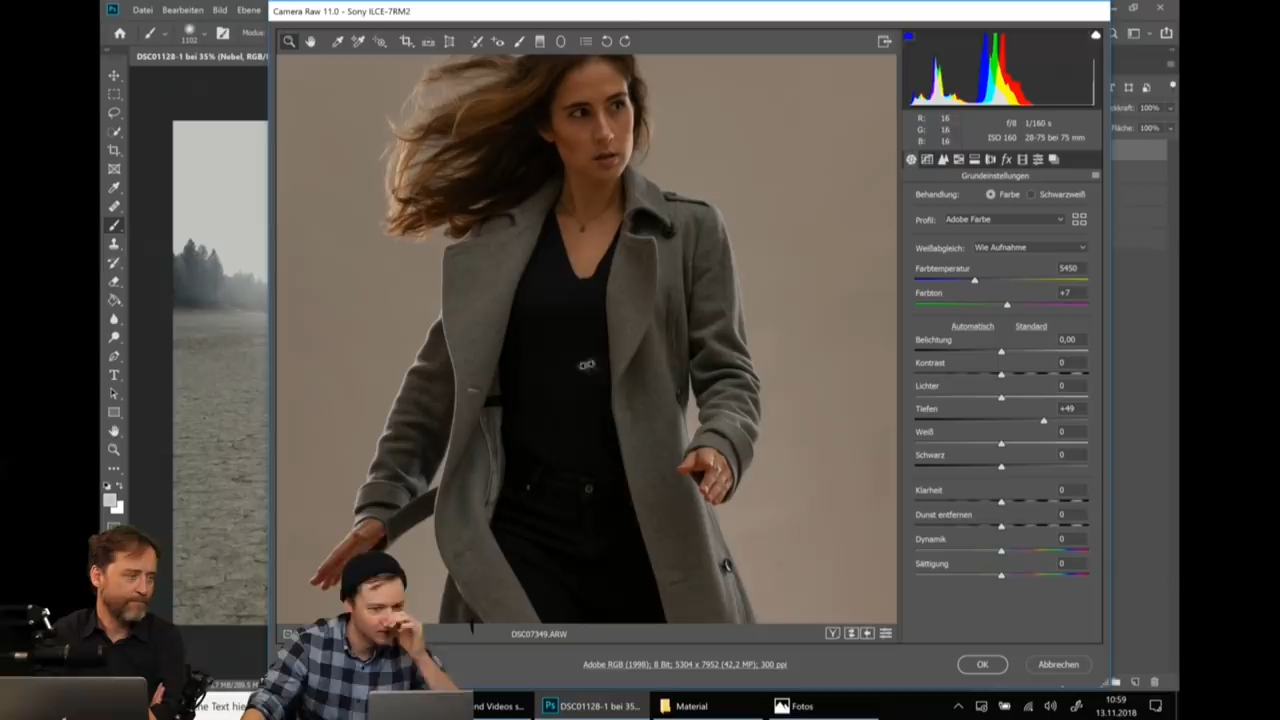 Camera Raw 11.0 - Sony ILCE-7RM2
Datei Bearbeiten Bild Ebene
1102
Modus:
DSC01128-1 bei 35% (Nebel, RGB/
R: 16
G: 16
B: 16
f/8 1/160 s
ISO 160 28-75 bei 75 mm
Grundeinstellungen
Behandlung: Farbe Schwarzweiß
Profil: Adobe Farbe
Weißabgleich: Wie Aufnahme
Farbtemperatur 5450
Farbton +7
Automatisch Standard
Belichtung 0,00
Kontrast 0
Lichter 0
Tiefen +49
Weiß 0
Schwarz 0
Klarheit 0
Dunst entfernen 0
Dynamik 0
Sättigung 0
100%
Fläche: 100%
DSC07349.ARW
Adobe RGB (1998); 8 Bit; 5304 x 7952 (42,2 MP); 300 ppi
OK
Abbrechen
he Text hie
nd Videos s...
DSC01128-1 bei 35...
Material
Fotos
10:59
13.11.2018